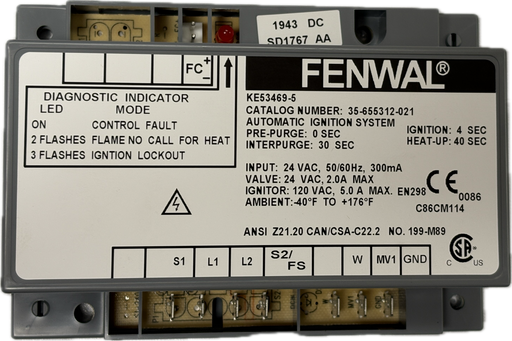 1943 DC
SD1767 AA
FC +
-
FENWAL®
DIAGNOSTIC INDICATOR
LED MODE
ON CONTROL FAULT
2 FLASHES FLAME NO CALL FOR HEAT
3 FLASHES IGNITION LOCKOUT
KE53469-5
CATALOG NUMBER: 35-655312-021
AUTOMATIC IGNITION SYSTEM
PRE-PURGE: 0 SEC IGNITION: 4 SEC
INTERPURGE: 30 SEC HEAT-UP: 40 SEC
INPUT: 24 VAC, 50/60Hz, 300mA
VALVE: 24 VAC, 2.0A MAX
IGNITOR: 120 VAC, 5.0 A MAX. EN298 CE
AMBIENT:-40°F TO +176°F 0086
C86CM114
ANSI Z21.20 CAN/CSA-C22.2 NO. 199-M89
S1 L1 L2 S2/FS W MV1 GND
C US